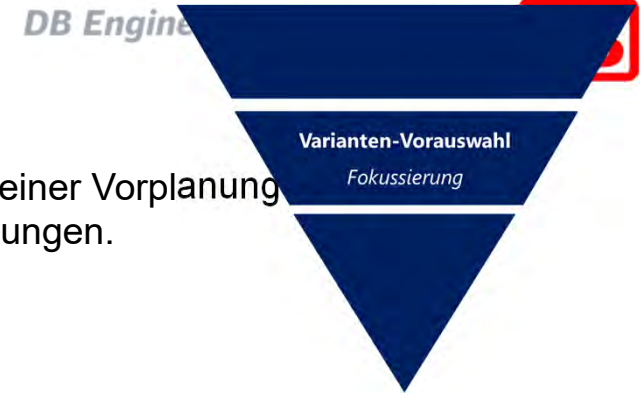 DB Engine
Varianten-Vorauswahl
Fokussierung
einer Vorplanung
ungen.